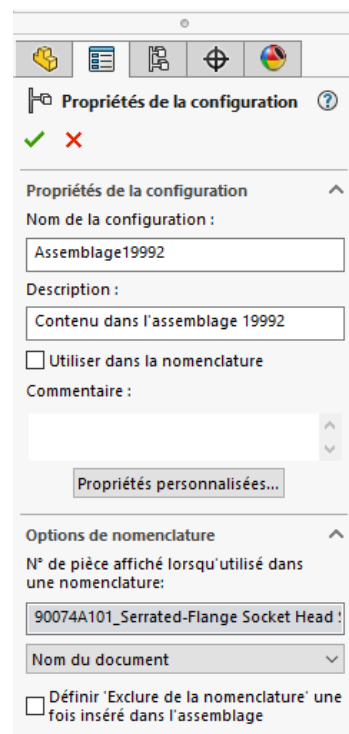 Propriétés de la configuration
Propriétés de la configuration
Nom de la configuration :
Assemblage19992
Description :
Contenu dans l'assemblage 19992
Utiliser dans la nomenclature
Commentaire :
Propriétés personnalisées...
Options de nomenclature
N° de pièce affiché lorsqu'utilisé dans
une nomenclature:
90074A101_Serrated-Flange Socket Head
Nom du document
Définir 'Exclure de la nomenclature' une
fois inséré dans l'assemblage